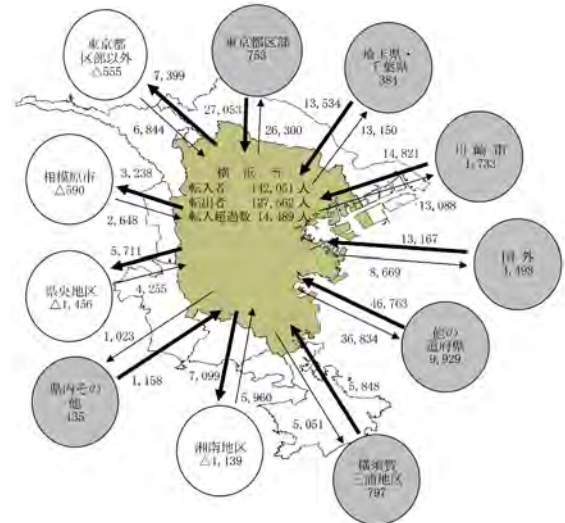 東京都
区部以外
△555
東京都区部
753
埼玉県・
千葉県
384
7,399
6,844
27,053
26,300
13,534
13,150
川崎市
1,733
14,821
13,088
相模原市
△590
3,238
2,648
横浜市
転入者 142,051人
転出者 127,562人
転入超過数 14,489人
国外
4,498
13,167
8,669
県央地区
△1,456
5,711
4,255
他の
道府県
9,929
46,763
36,834
県内その
他
135
1,023
1,158
湘南地区
△1,139
7,099
5,960
横須賀
三浦地区
797
5,848
5,051